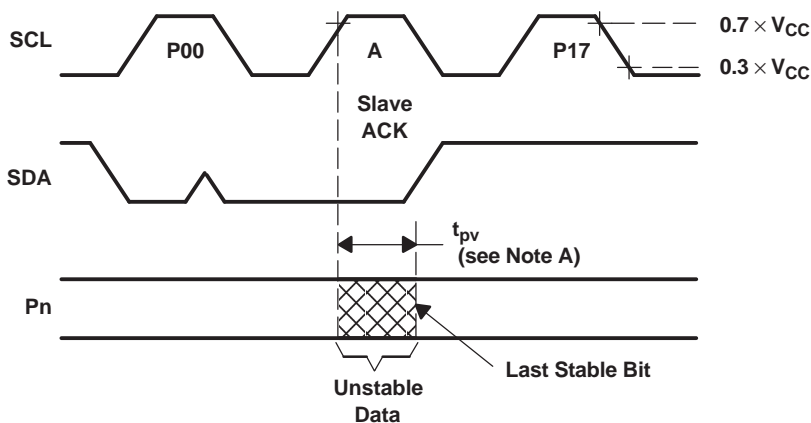 SCL
P00
A
P17
0.7 × VCC
0.3 × VCC
Slave
ACK
SDA
tpv
(see Note A)
Pn
Last Stable Bit
Unstable
Data